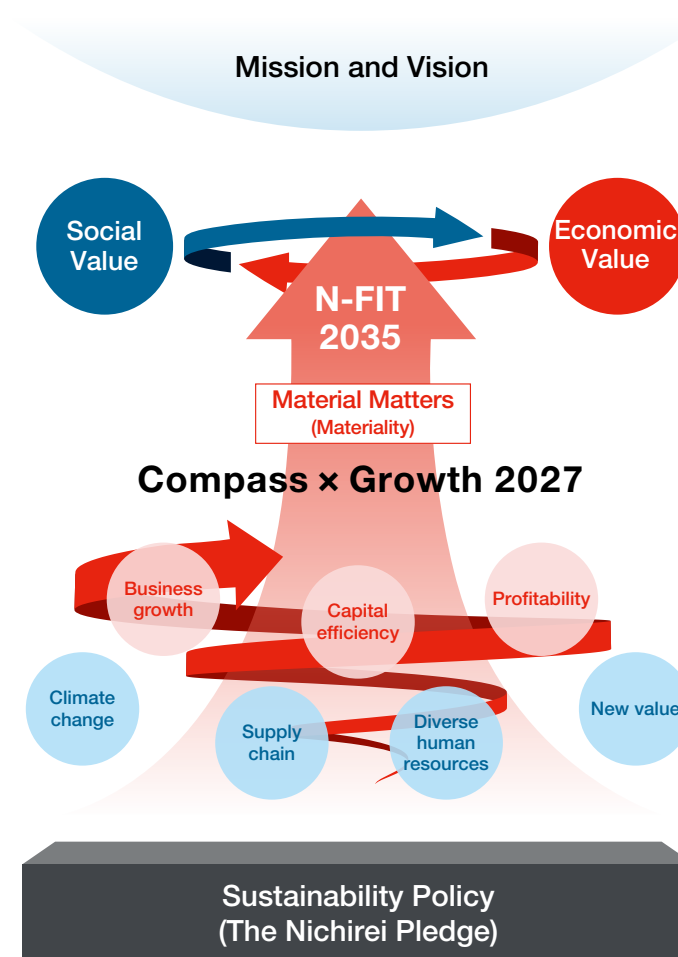 Mission and Vision
Social
Value
Economic
Value
N-FIT
2035
Material Matters
(Materiality)
Compass × Growth 2027
Business
growth
Capital
efficiency
Profitability
Climate
change
Supply
chain
Diverse
human
resources
New value
Sustainability Policy
(The Nichirei Pledge)